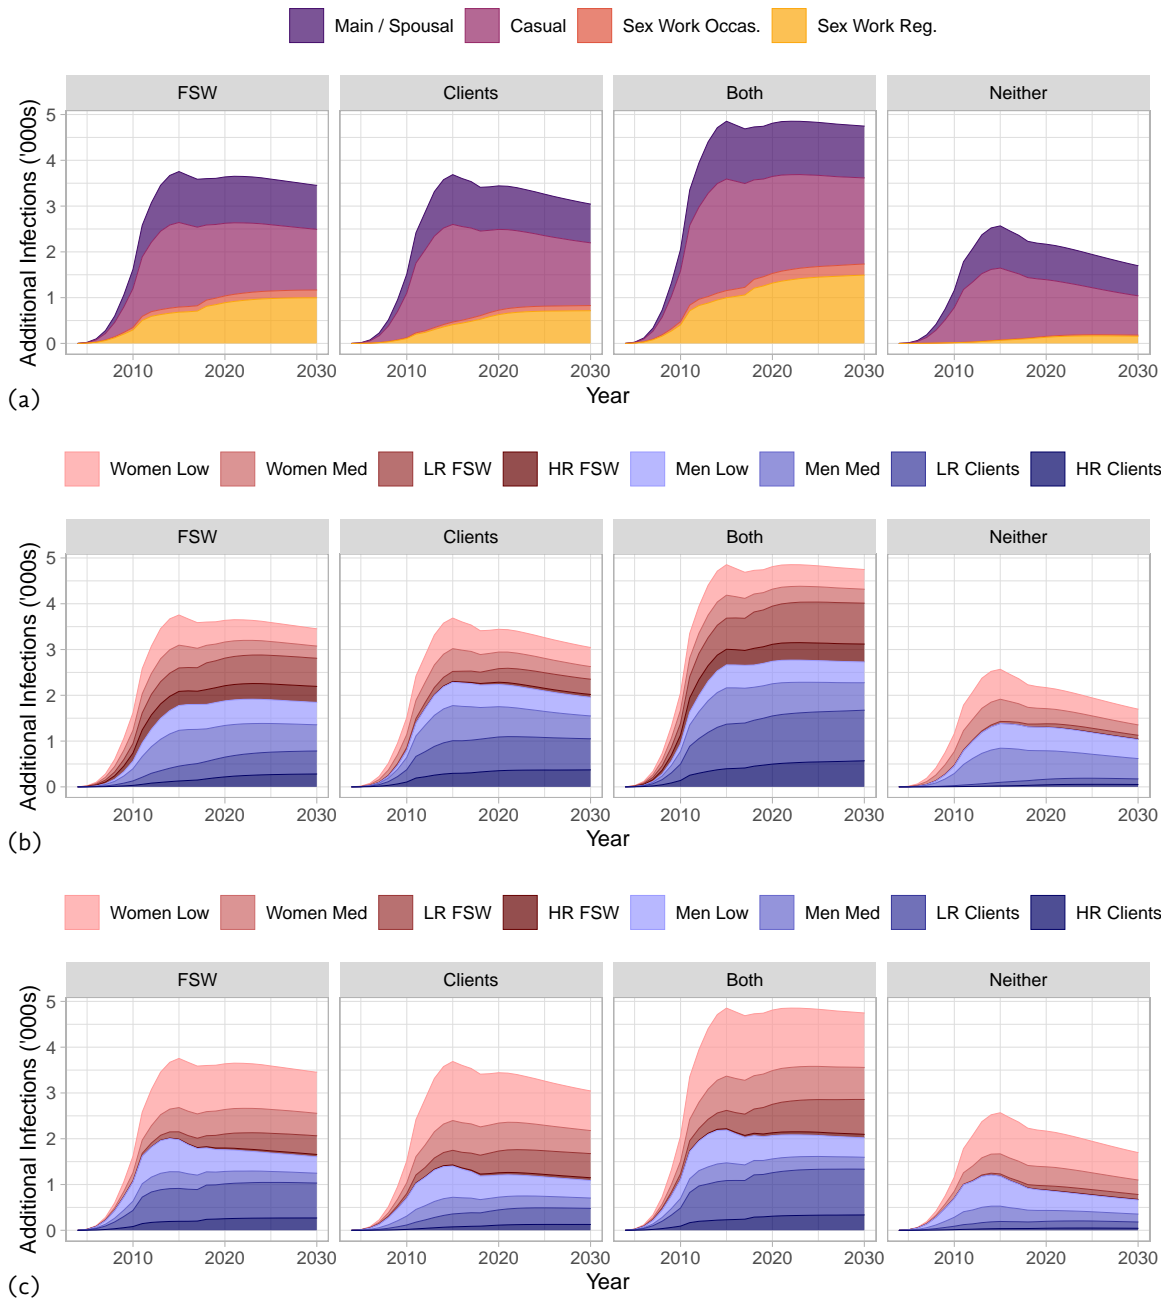 Main / Spousal Casual Sex Work Occas. Sex Work Reg.
FSW Clients Both Neither
Additional Infections ('000s)
5
4
3
2
1
0
2010 2020 2030 2010 2020 2030 2010 2020 2030 2010 2020 2030
Year
(a)
Women Low Women Med LR FSW HR FSW Men Low Men Med LR Clients HR Clients
FSW Clients Both Neither
Additional Infections ('000s)
5
4
3
2
1
0
2010 2020 2030 2010 2020 2030 2010 2020 2030 2010 2020 2030
Year
(b)
Women Low Women Med LR FSW HR FSW Men Low Men Med LR Clients HR Clients
FSW Clients Both Neither
Additional Infections ('000s)
5
4
3
2
1
0
2010 2020 2030 2010 2020 2030 2010 2020 2030 2010 2020 2030
Year
(c)